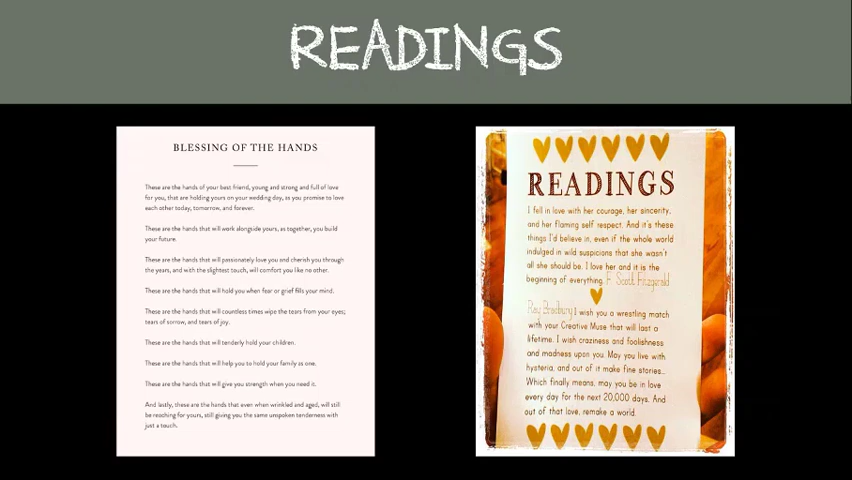 READINGS
BLESSING OF THE HANDS
These are the hands of your best friend, young and strong and full of love
for you, that are holding yours on your wedding day, as you promise to love
each other today, tomorrow, and forever.
These are the hands that will work alongside yours, as together, you build
your future.
These are the hands that will passionately love you and cherish you through
the years, and with the slightest touch, will comfort you like no other.
These are the hands that will hold you when fear or grief fills your mind.
These are the hands that will countless times wipe the tears from your eyes;
tears of sorrow, and tears of joy.
These are the hands that will tenderly hold your children.
These are the hands that will help you to hold your family as one.
These are the hands that will give you strength when you need it.
And lastly, these are the hands that even when wrinkled and aged, will still
be reaching for yours, still giving you the same unspoken tenderness with
just a touch.
READINGS
I fell in love with her courage, her sincerity,
and her flaming self respect. And it's these
things I'd believe in, even if the whole world
indulged in wild suspicions that she wasn't
all she should be. I love her and it is the
beginning of everything. F. Scott Fitzgerald
Ray Bradbury I wish you a wrestling match
with your Creative Muse that will last a
lifetime. I wish craziness and foolishness
and madness upon you. May you live with
hysteria, and out of it make fine stories...
Which finally means, may you be in love
every day for the next 20,000 days. And
out of that love, remake a world.